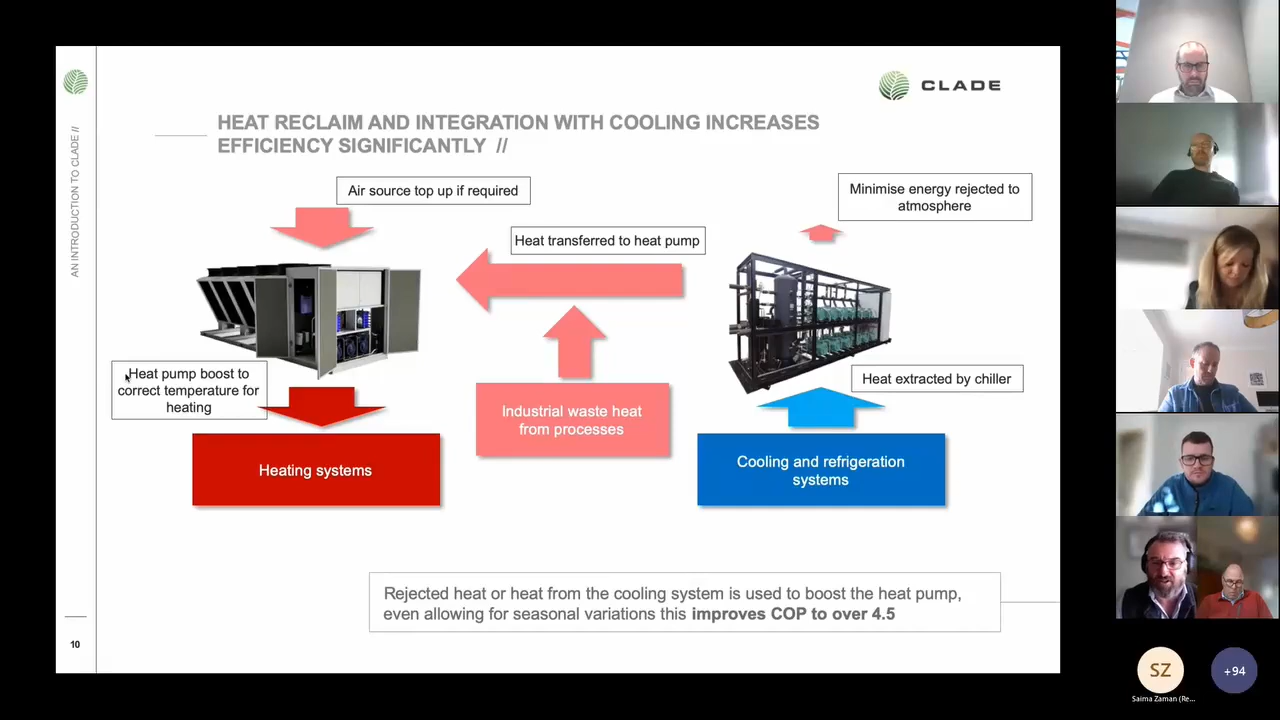 CLADE
AN INTRODUCTION TO CLADE //
HEAT RECLAIM AND INTEGRATION WITH COOLING INCREASES
EFFICIENCY SIGNIFICANTLY //
Air source top up if required
Minimise energy rejected to
atmosphere
Heat transferred to heat pump
Heat pump boost to
correct temperature for
heating
Heat extracted by chiller
Industrial waste heat
from processes
Heating systems
Cooling and refrigeration
systems
Rejected heat or heat from the cooling system is used to boost the heat pump,
even allowing for seasonal variations this improves COP to over 4.5
10
SZ
+94
Saima Zaman (Re...